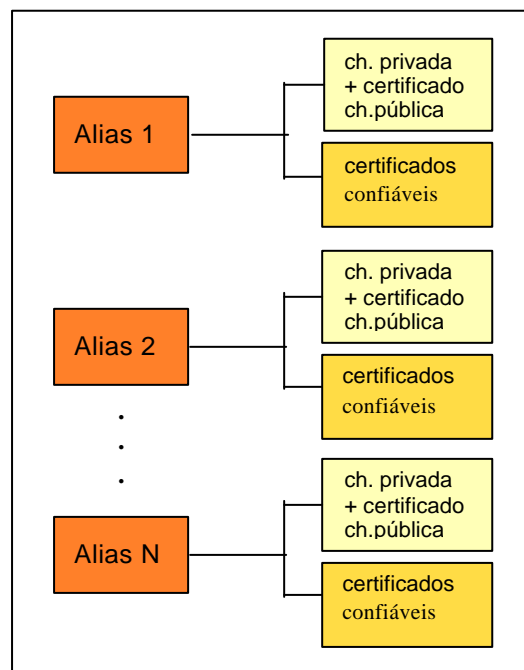 Alias 1
ch. privada
+ certificado
ch.pública
certificados
confiáveis
Alias 2
ch. privada
+ certificado
ch.pública
certificados
confiáveis
.
.
.
Alias N
ch. privada
+ certificado
ch.pública
certificados
confiáveis